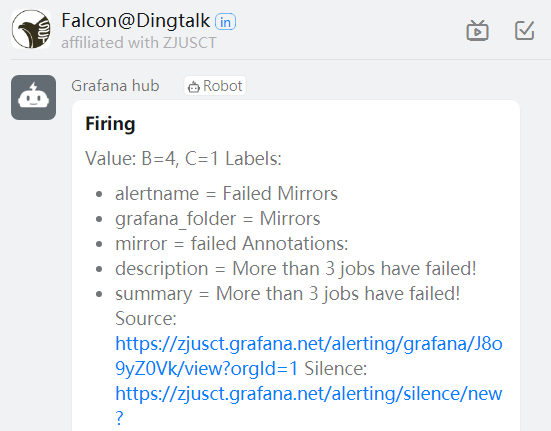 Falcon@Dingtalk in
affiliated with ZJUSCT
Grafana hub Robot
Firing
Value: B=4, C=1 Labels:
• alertname = Failed Mirrors
• grafana_folder = Mirrors
• mirror = failed Annotations:
• description = More than 3 jobs have failed!
• summary = More than 3 jobs have failed!
Source:
https://zjusct.grafana.net/alerting/grafana/J8o
9yZ0Vk/view?orgId=1 Silence:
https://zjusct.grafana.net/alerting/silence/new
?